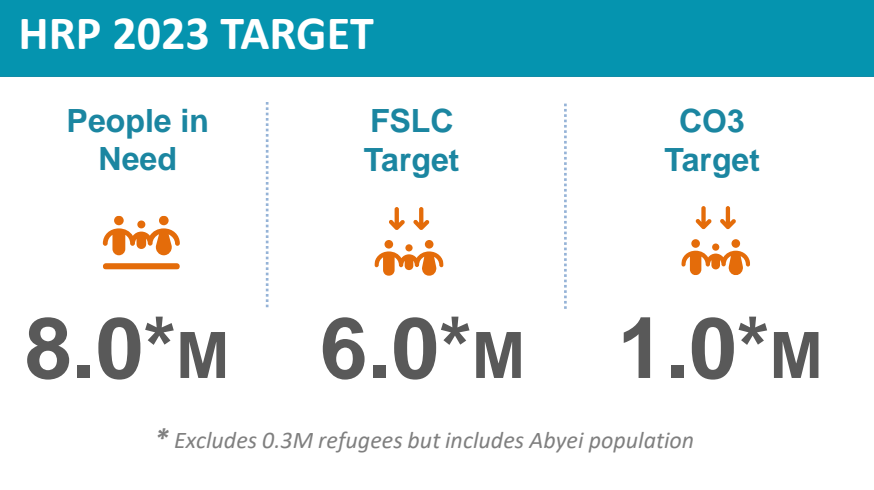 HRP 2023 TARGET
People in
Need
FSLC
Target
CO3
Target
8.0*M
6.0*M
1.0*M
* Excludes 0.3M refugees but includes Abyei population